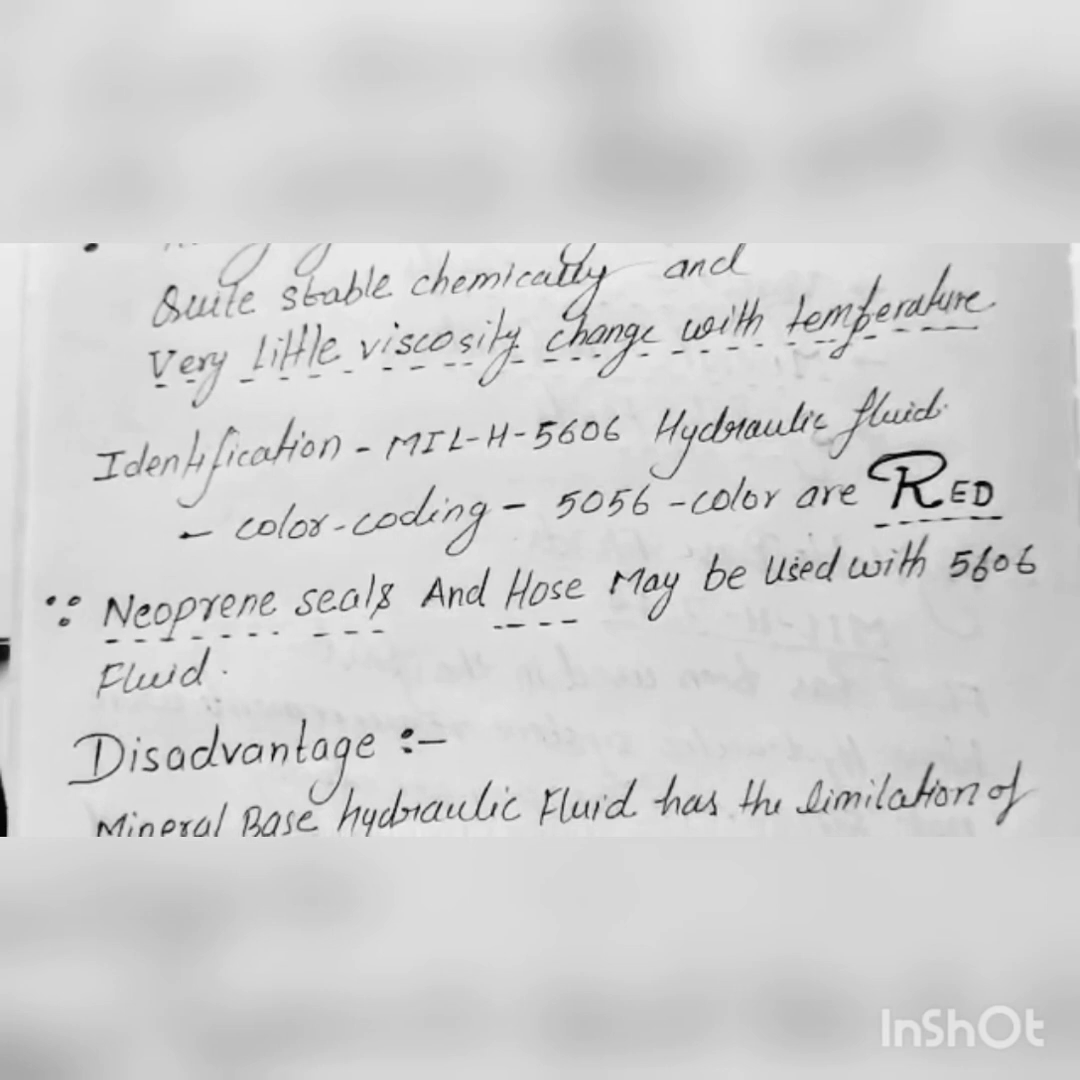 Quite stable chemically and
Very little viscosity change with temperature
Identification - MIL-H-5606 Hydraulic fluid.
- color-coding - 5056 -color are RED
Neoprene seals And Hose May be Used with 5606
Fluid.
Disadvantage :-
Mineral Base hydraulic Fluid has the limilation of
InShOt